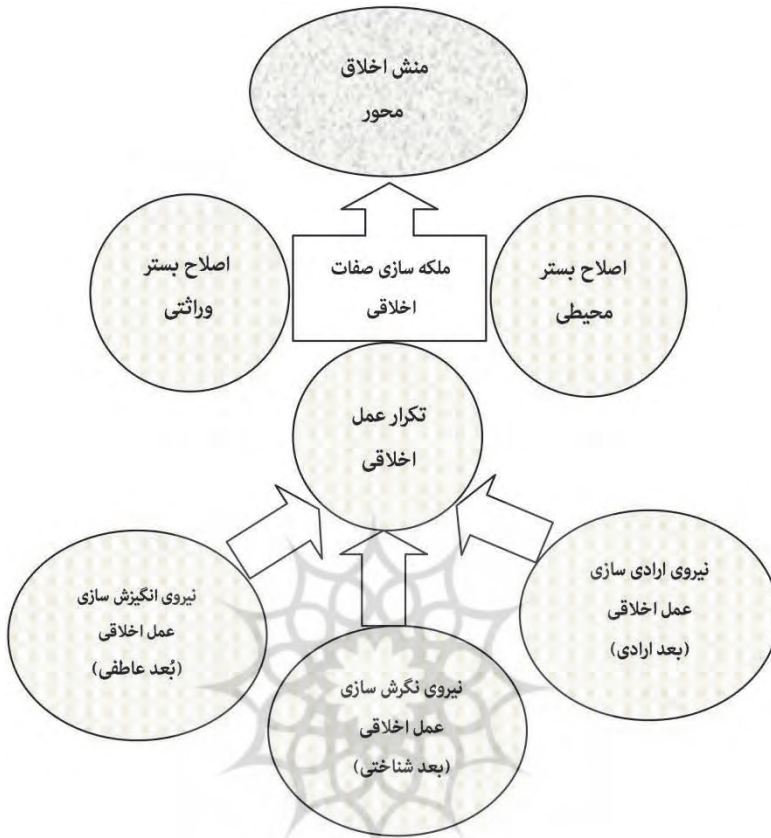 منش اخلاق
محور
اصلاح بستر
محیطی
ملکه سازی صفات
اخلاقی
اصلاح بستر
وراثتی
تکرار عمل
اخلاقی
نیروی ارادی سازی
عمل اخلاقی
(بعد ارادی)
نیروی نگرش سازی
عمل اخلاقی
(بعد شناختی)
نیروی انگیزش سازی
عمل اخلاقی
(بُعد عاطفی)